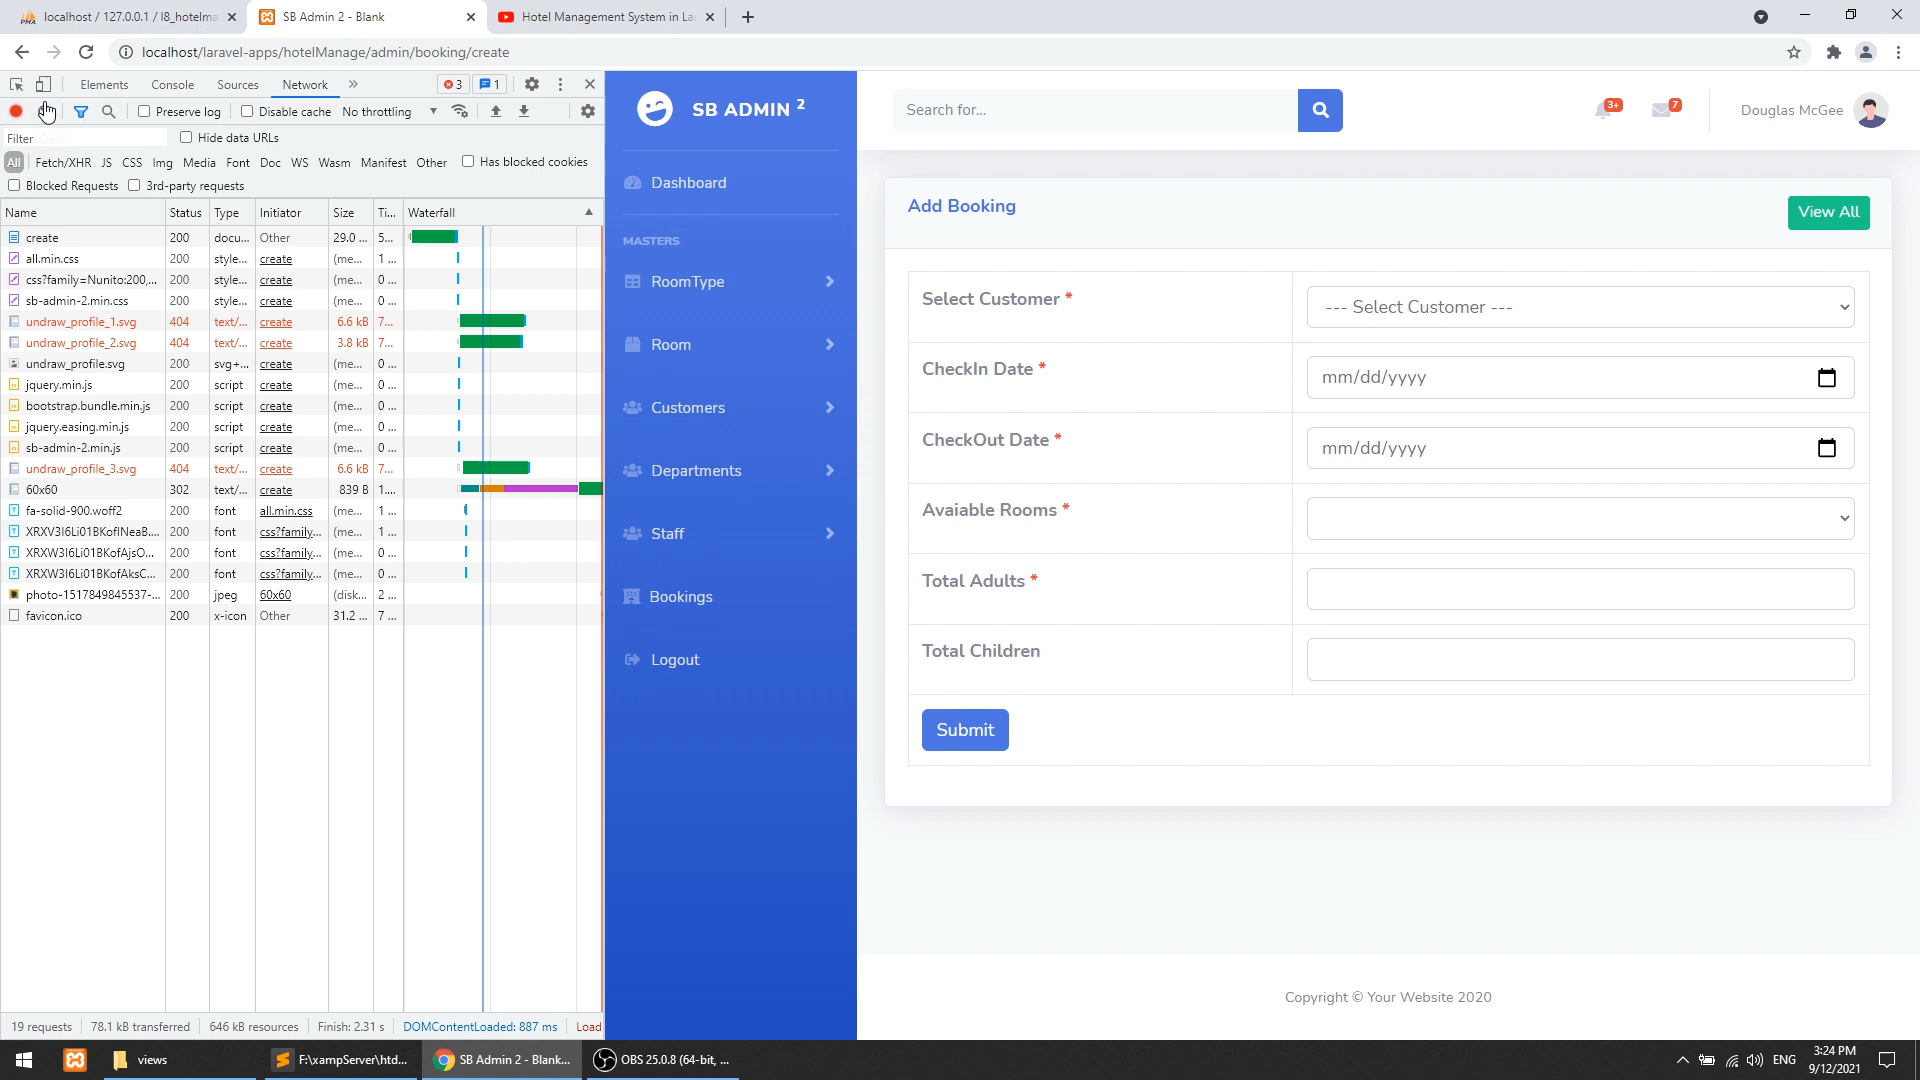 localhost / 127.0.0.1 / l8_hotelma
SB Admin 2 - Blank
Hotel Management System in La
localhost/laravel-apps/hotelManage/admin/booking/create
Elements
Console
Sources
Network
3
1
Preserve log
Disable cache
No throttling
Filter
Hide data URLs
All
Fetch/XHR
JS
CSS
Img
Media
Font
Doc
WS
Wasm
Manifest
Other
Has blocked cookies
Blocked Requests
3rd-party requests
Name Status Type Initiator Size Ti... Waterfall
create 200 docu... Other 29.0 ... 5...
all.min.css 200 style... create (me... 1 ...
css?family=Nunito:200,... 200 style... create (me... 0 ...
sb-admin-2.min.css 200 style... create (me... 0 ...
undraw_profile_1.svg 404 text/... create 6.6 kB 7...
undraw_profile_2.svg 404 text/... create 3.8 kB 7...
undraw_profile.svg 200 svg+... create (me... 0 ...
jquery.min.js 200 script create (me... 0 ...
bootstrap.bundle.min.js 200 script create (me... 0 ...
jquery.easing.min.js 200 script create (me... 0 ...
sb-admin-2.min.js 200 script create (me... 0 ...
undraw_profile_3.svg 404 text/... create 6.6 kB 7...
60x60 302 text/... create 839 B 1....
fa-solid-900.woff2 200 font all.min.css (me... 1 ...
XRXV3I6Li01BKofINeaB.... 200 font css?family... (me... 1 ...
XRXW3I6Li01BKofAjsO... 200 font css?family... (me... 0 ...
XRXW3I6Li01BKofAksC... 200 font css?family... (me... 0 ...
photo-1517849845537-... 200 jpeg 60x60 (disk... 2 ...
favicon.ico 200 x-icon Other 31.2 ... 7 ...
19 requests
78.1 kB transferred
646 kB resources
Finish: 2.31 s
DOMContentLoaded: 887 ms
Load
SB ADMIN 2
Dashboard
MASTERS
RoomType
Room
Customers
Departments
Staff
Bookings
Logout
Search for...
3+
7
Douglas McGee
Add Booking
View All
Select Customer *
--- Select Customer ---
CheckIn Date *
mm/dd/yyyy
CheckOut Date *
mm/dd/yyyy
Avaiable Rooms *
Total Adults *
Total Children
Submit
Copyright © Your Website 2020
views
F:\xampServer\htd...
SB Admin 2 - Blank...
OBS 25.0.8 (64-bit, ...
ENG
3:24 PM
9/12/2021